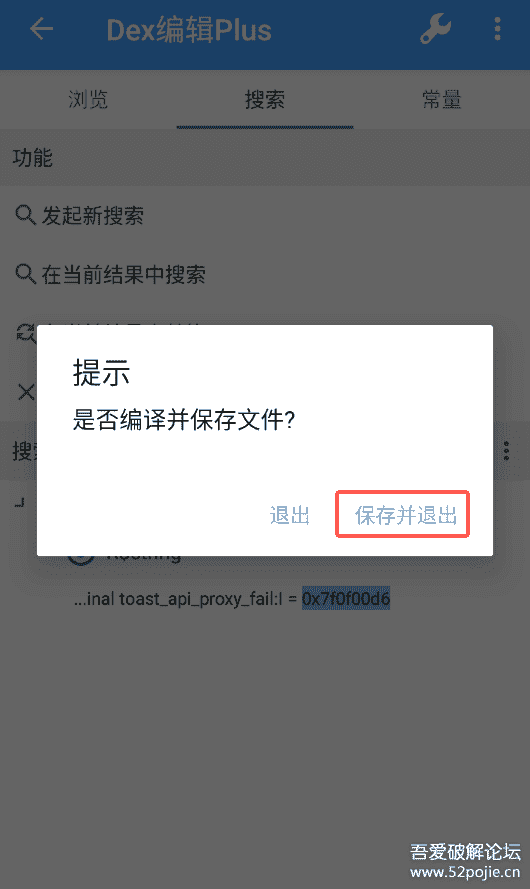 Dex编辑Plus
浏览 搜索 常量
功能
发起新搜索
在当前结果中搜索
提示
是否编译并保存文件?
搜
退出 保存并退出
...inal toast_api_proxy_fail:I = 0x7f0f00d6
吾爱破解论坛
www.52pojie.cn